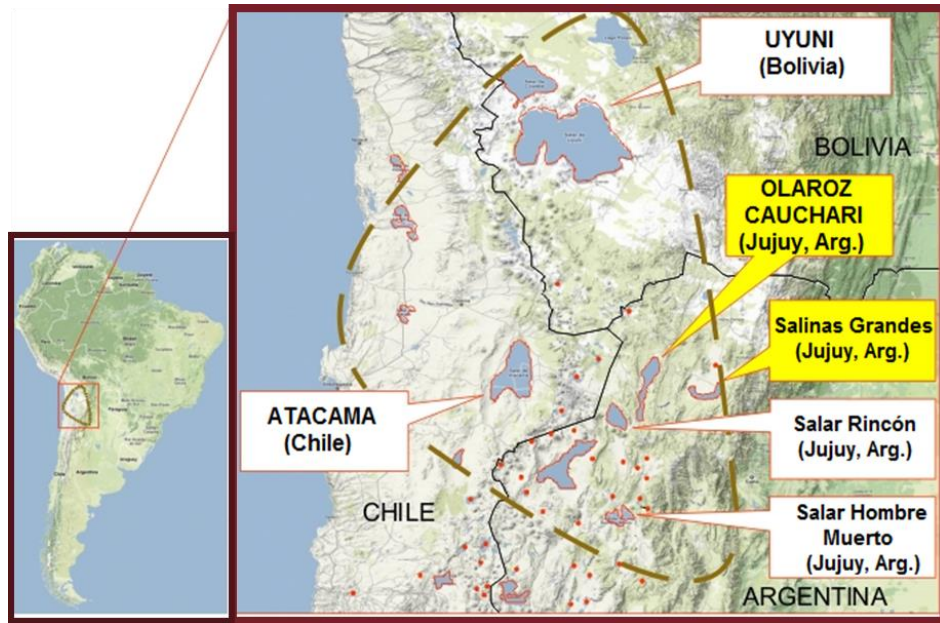 UYUNI
(Bolivia)
BOLIVIA
OLAROZ
CAUCHARI
(Jujuy, Arg.)
Salinas Grandes
(Jujuy, Arg.)
ATACAMA
(Chile)
Salar Rincón
(Jujuy, Arg.)
CHILE
Salar Hombre
Muerto
(Jujuy, Arg.)
ARGENTINA